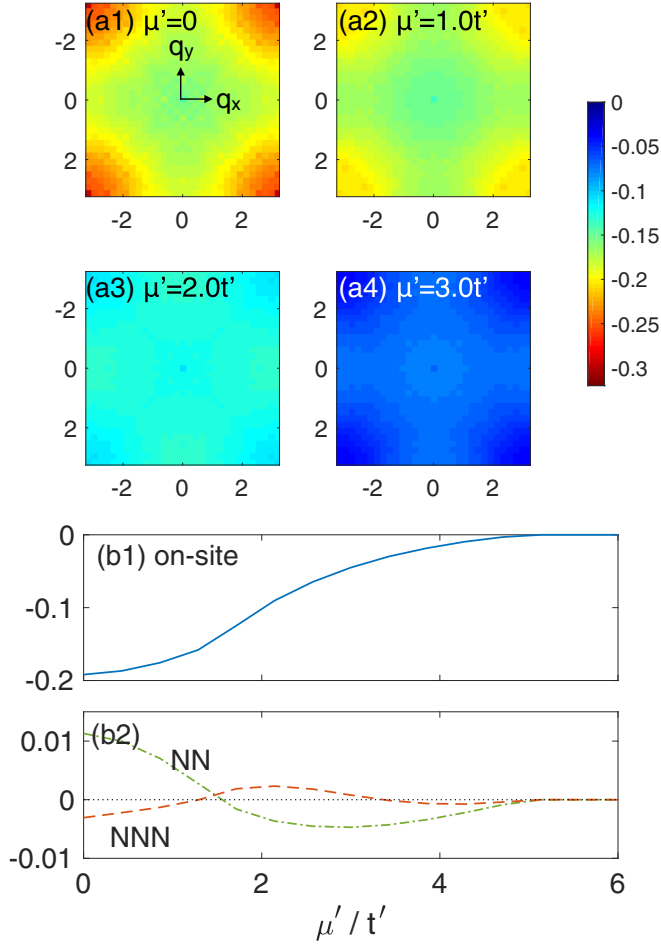 (a1) μ'=0
(a2) μ'=1.0t'
-2
0
2
q_y
q_x
-2 0 2
2
0
2
-2 0 2
0
-0.05
-0.1
-0.15
-0.2
-0.25
-0.3
(a3) μ'=2.0t'
(a4) μ'=3.0t'
-2
0
2
-2 0 2
2
0
2
-2 0 2
(b1) on-site
0
-0.1
-0.2
(b2)
0.01
0
-0.01
NN
NNN
0 2 4 6
μ' / t'